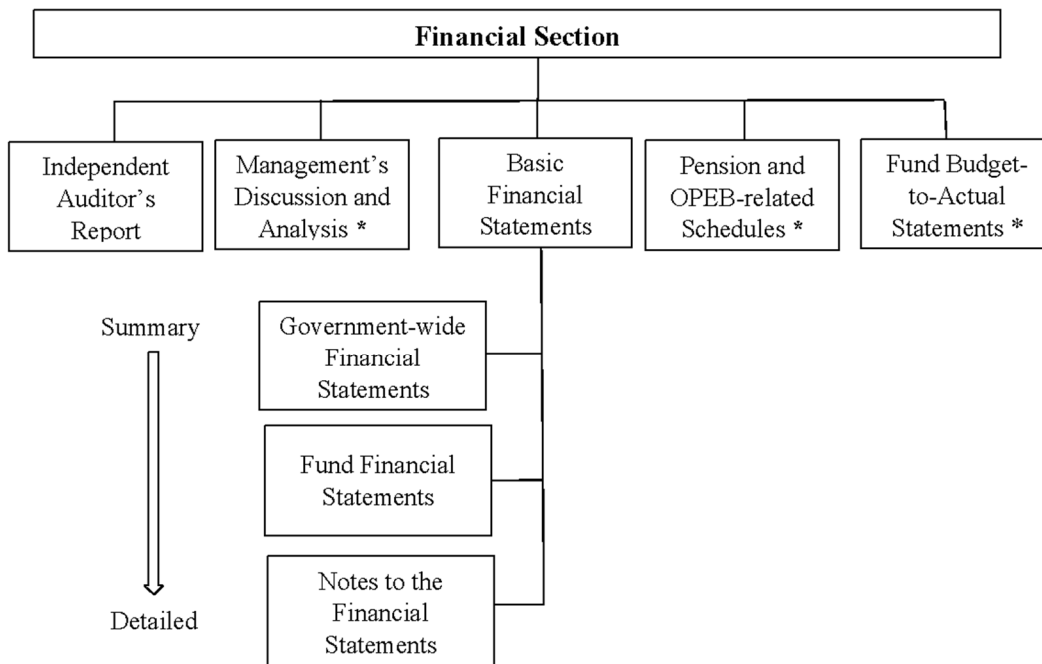 Financial Section
Independent
Auditor's
Report
Management's
Discussion and
Analysis *
Basic
Financial
Statements
Pension and
OPEB-related
Schedules *
Fund Budget-
to-Actual
Statements *
Summary
Detailed
Government-wide
Financial
Statements
Fund Financial
Statements
Notes to the
Financial
Statements